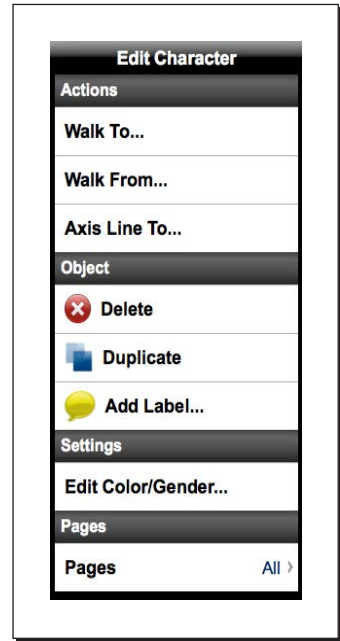 Edit Character
Actions
Walk To...
Walk From...
Axis Line To...
Object
Delete
Duplicate
Add Label...
Settings
Edit Color/Gender...
Pages
Pages All >